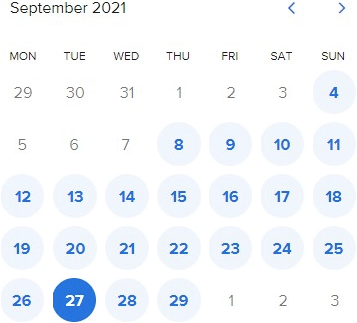 September 2021
MON TUE WED THU FRI SAT SUN
29 30 31 1 2 3 4
5 6 7 8 9 10 11
12 13 14 15 16 17 18
19 20 21 22 23 24 25
26 27 28 29 1 2 3